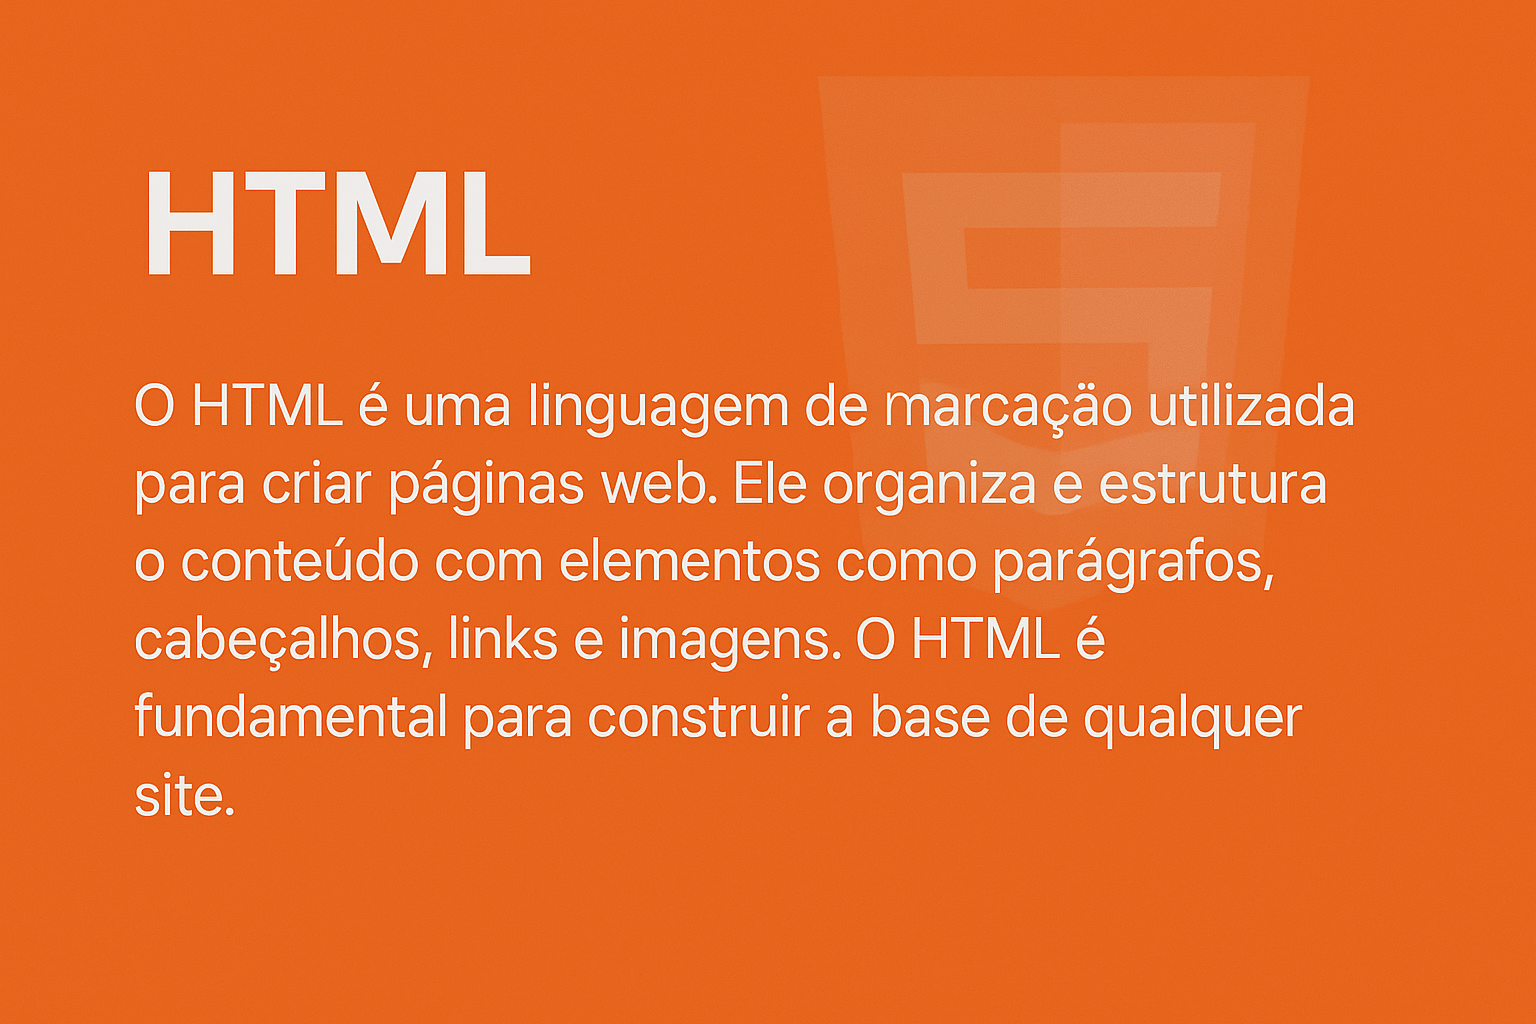 HTML
O HTML é uma linguagem de marcaçäo utilizada
para criar páginas web. Ele organiza e estrutura
o conteúdo com elementos como parágrafos,
cabeçalhos, links e imagens. O HTML é
fundamental para construir a base de qualquer
site.